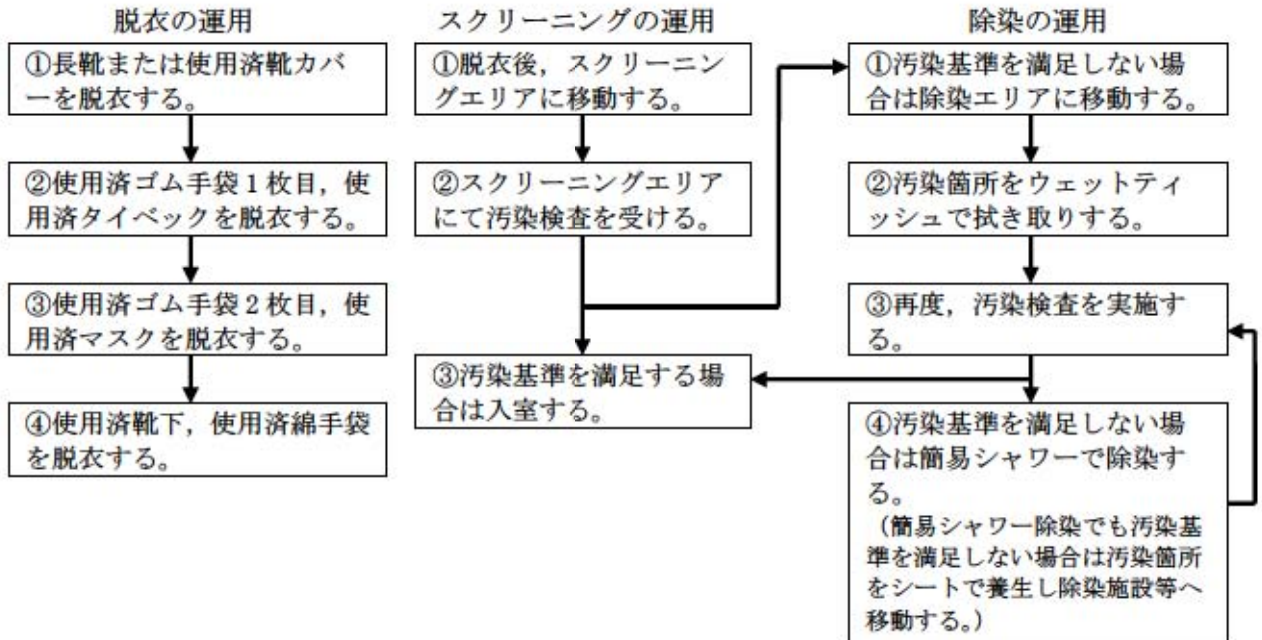 脱衣の運用
①長靴または使用済靴カバ
ーを脱衣する。
②使用済ゴム手袋1枚目，使
用済タイベックを脱衣する。
③使用済ゴム手袋2枚目，使
用済マスクを脱衣する。
④使用済靴下，使用済綿手袋
を脱衣する。
スクリーニングの運用
①脱衣後，スクリーニン
グエリアに移動する。
②スクリーニングエリア
にて汚染検査を受ける。
③汚染基準を満足する場
合は入室する。
除染の運用
①汚染基準を満足しない場
合は除染エリアに移動する。
②汚染箇所をウェットティ
ッシュで拭き取りする。
③再度，汚染検査を実施す
る。
④汚染基準を満足しない場
合は簡易シャワーで除染す
る。
（簡易シャワー除染でも汚染基
準を満足しない場合は汚染箇所
をシートで養生し除染施設等へ
移動する。）